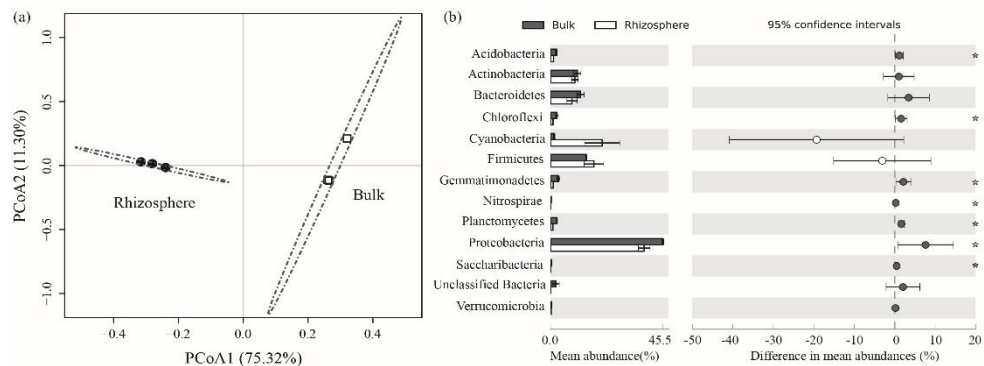 (a)
PCoA2 (11.30%)
1.0
0.5
0.0
-0.5
-1.0
Rhizosphere
Bulk
-0.4
-0.2
0.0
0.2
0.4
PCoA1 (75.32%)
(b)
Bulk
Rhizosphere
95% confidence intervals
Acidobacteria
*
Actinobacteria
Bacteroidetes
Chloroflexi
*
Cyanobacteria
Firmicutes
Gemmatimonadetes
*
Nitrospirae
*
Planctomycetes
*
Proteobacteria
*
Saccharibacteria
*
Unclassified Bacteria
Verrucomicrobia
0.0
45.5
Mean abundance(%)
-50
-40
-30
-20
-10
0
10
20
Difference in mean abundances (%)